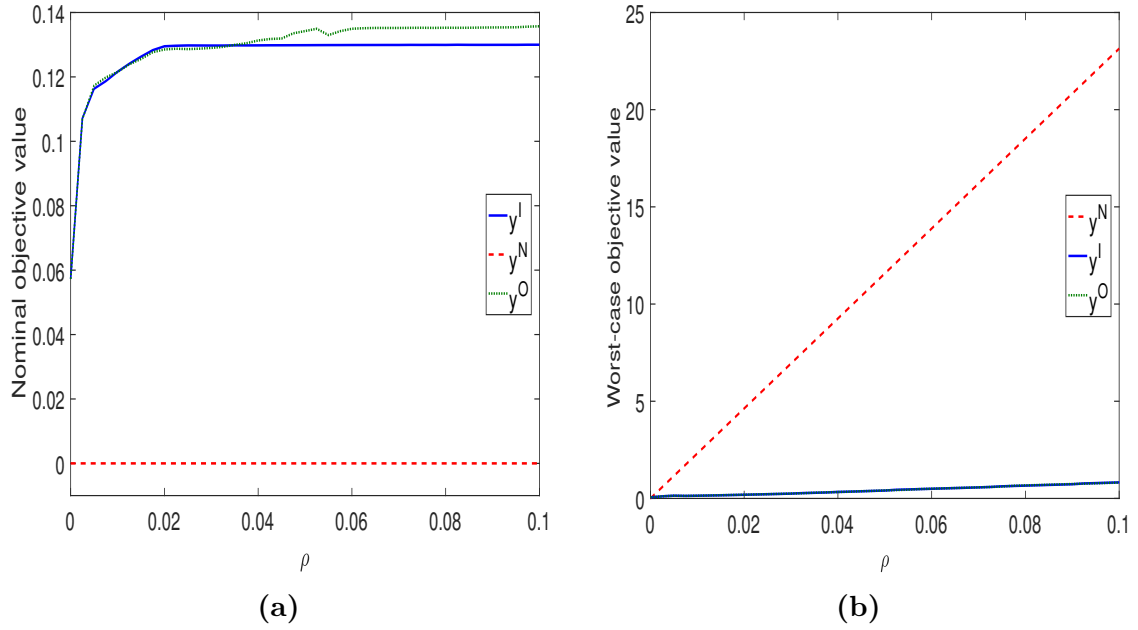 Nominal objective value
0.14
0.12
0.1
0.08
0.06
0.04
0.02
0
0 0.02 0.04 0.06 0.08 0.1
ρ
y^I
y^N
y^O
(a)
Worst-case objective value
25
20
15
10
5
0
0 0.02 0.04 0.06 0.08 0.1
ρ
y^N
y^I
y^O
(b)